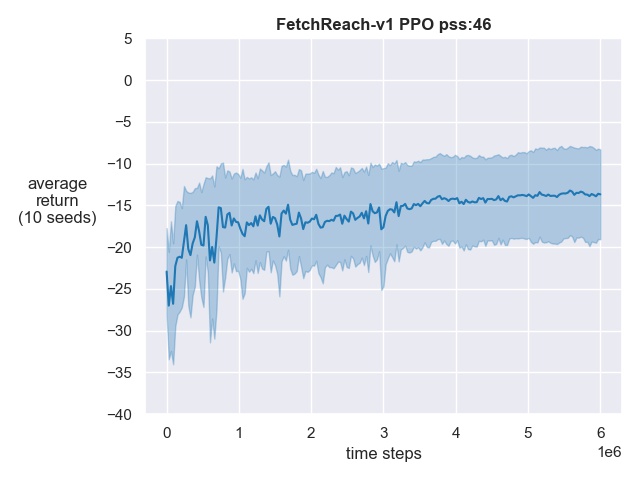 FetchReach-v1 PPO pss:46
5
0
−5
−10
−15
−20
−25
−30
−35
−40
average
return
(10 seeds)
0 1 2 3 4 5 6
1e6
time steps